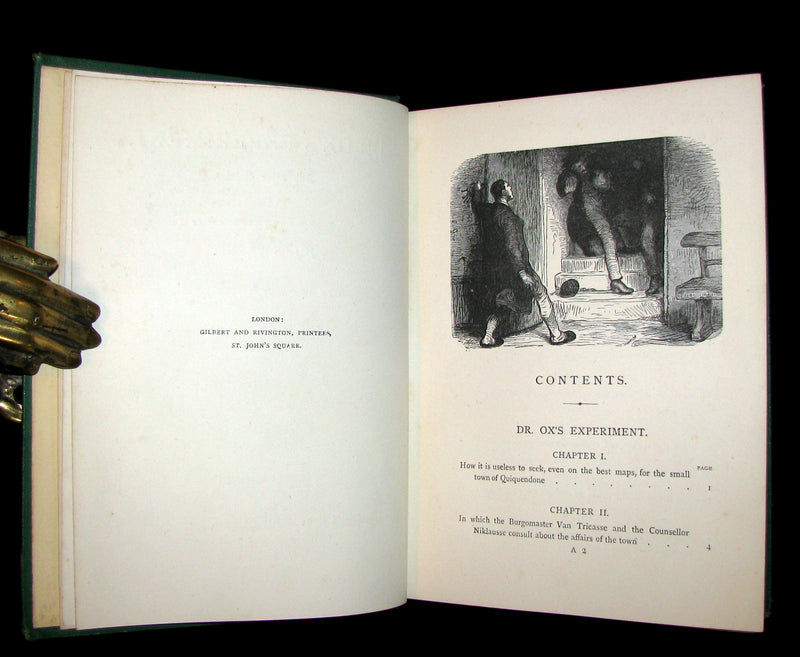 LONDON:
GILBERT AND RIVINGTON, PRINTERS,
ST. JOHN'S SQUARE.
CONTENTS.
DR. OX'S EXPERIMENT.
CHAPTER I.
PAGE
How it is useless to seek, even on the best maps, for the small
town of Quiquendone . . . . . . . . 1
CHAPTER II.
In which the Burgomaster Van Tricasse and the Counsellor
Niklausse consult about the affairs of the town . . . 4
A 2